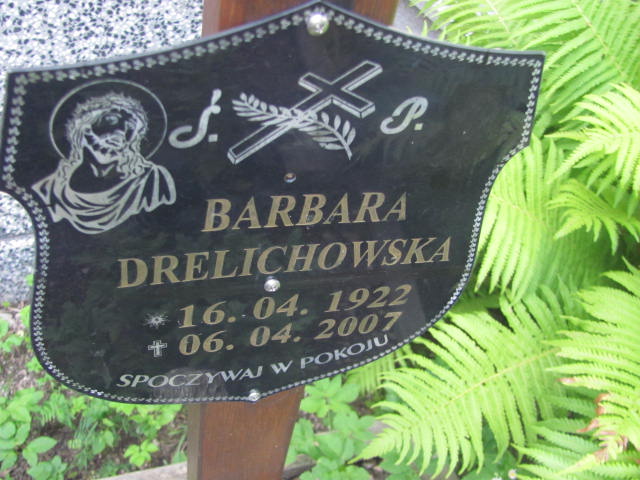 Ś. P.
BARBARA
DRELICHOWSKA
16. 04. 1922
06. 04. 2007
SPOCZYWAJ W POKOJU